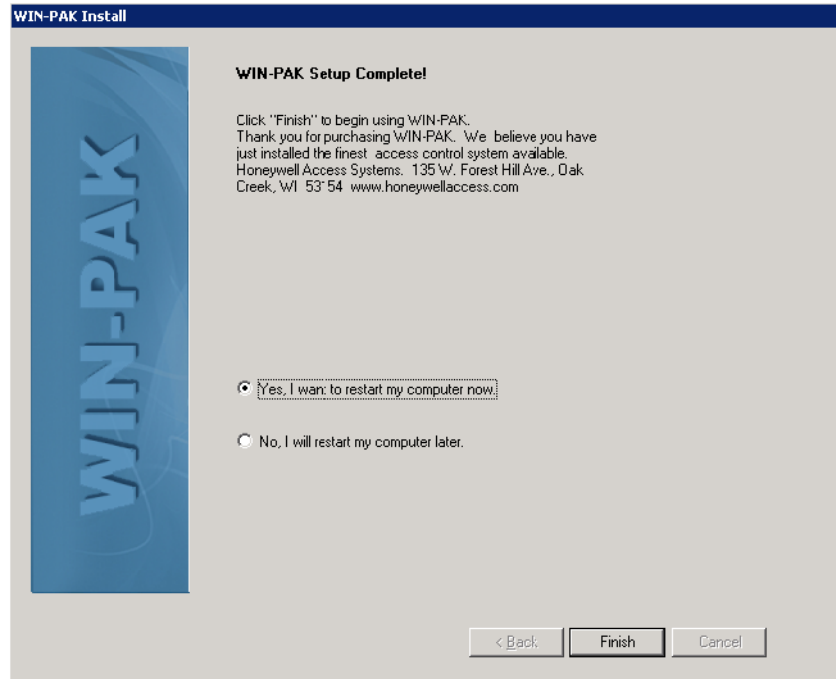 WIN-PAK Install
WIN-PAK
WIN-PAK Setup Complete!
Click "Finish" to begin using WIN-PAK.
Thank you for purchasing WIN-PAK. We believe you have
just installed the finest access control system available.
Honeywell Access Systems. 135 W. Forest Hill Ave., Oak
Creek, WI 53154 www.honeywellaccess.com
Yes, I want to restart my computer now.
No, I will restart my computer later.
< Back
Finish
Cancel